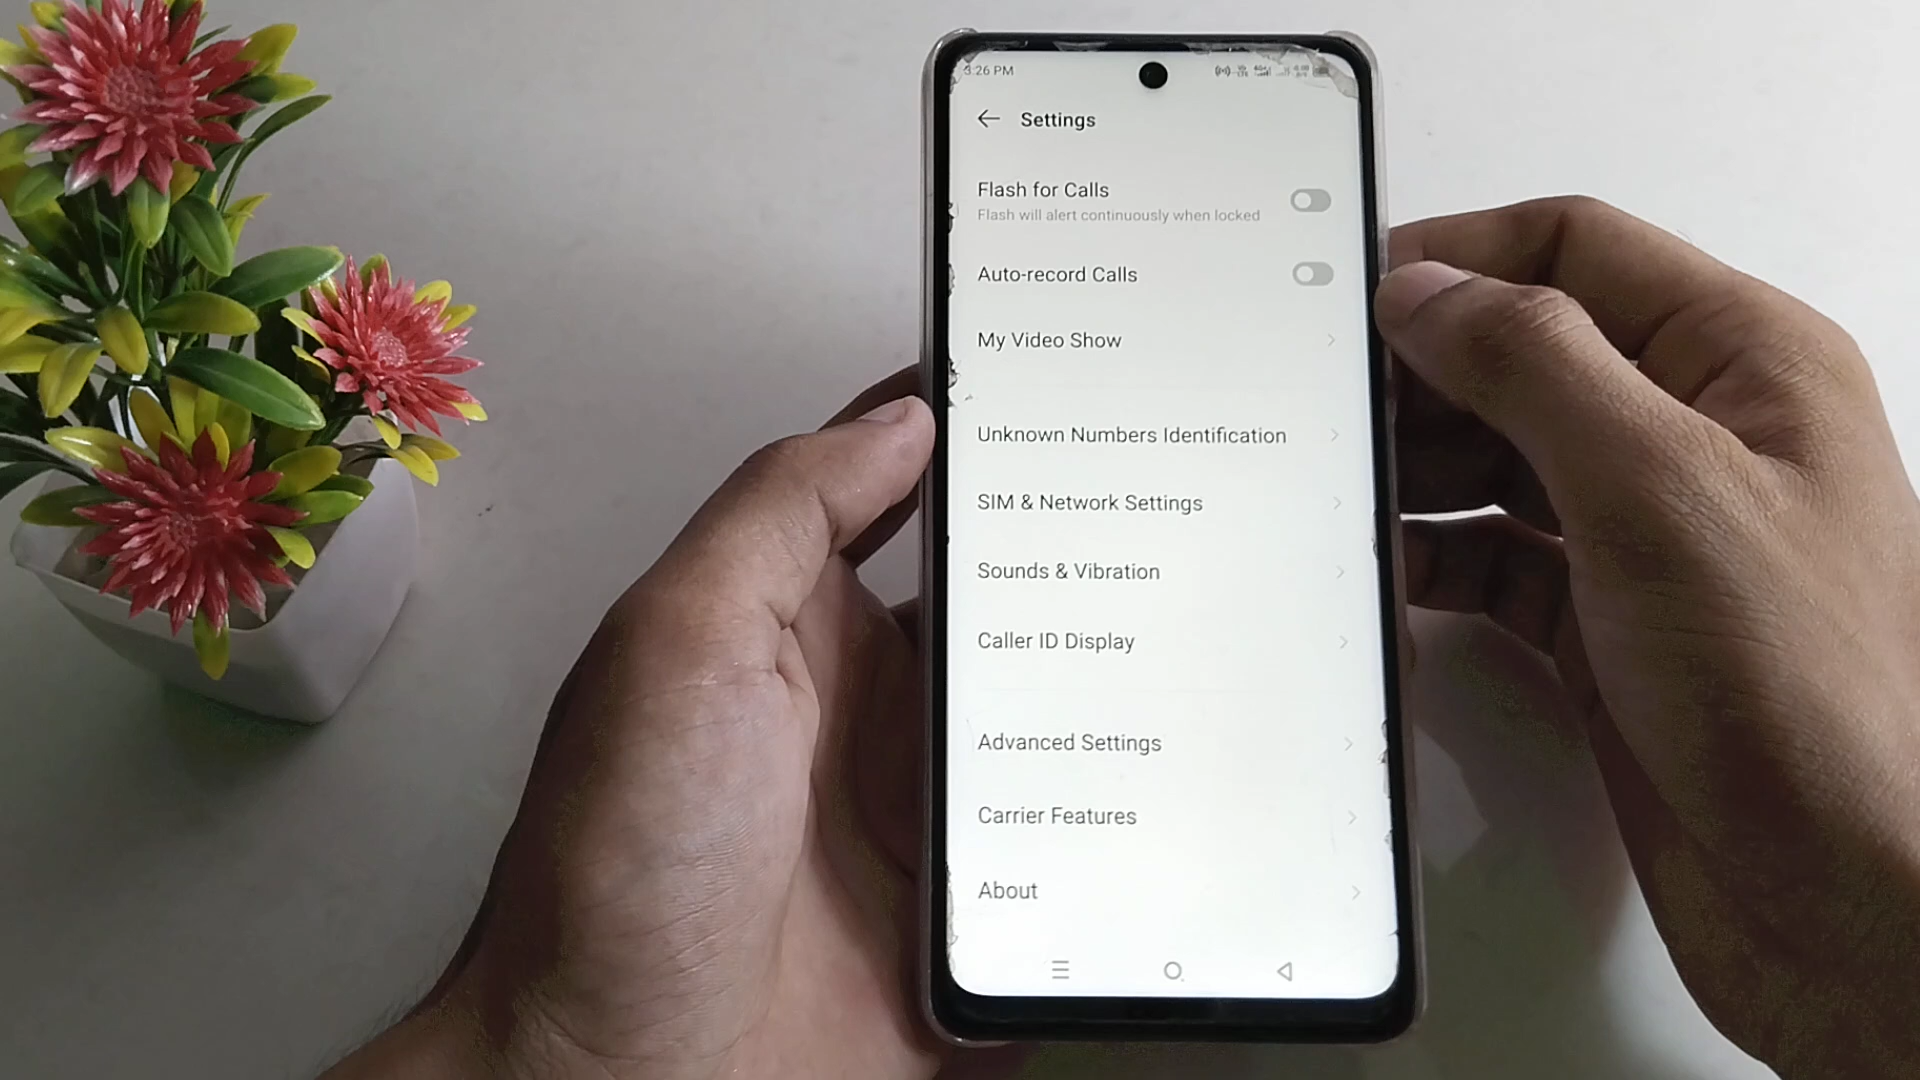 3:26 PM
Settings
Flash for Calls
Flash will alert continuously when locked
Auto-record Calls
My Video Show
Unknown Numbers Identification
SIM & Network Settings
Sounds & Vibration
Caller ID Display
Advanced Settings
Carrier Features
About